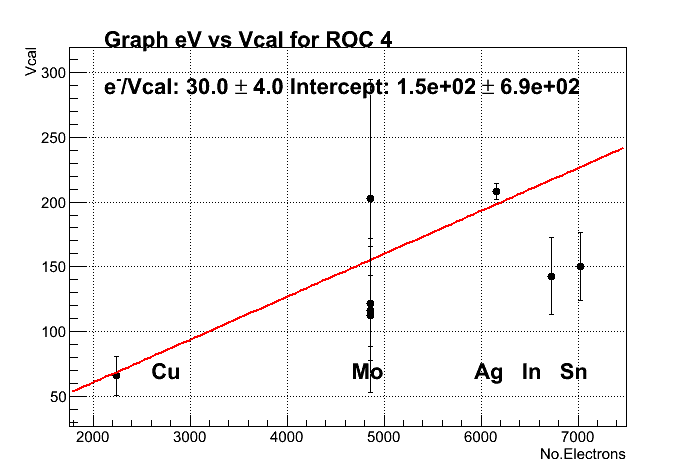 Graph eV vs Vcal for ROC 4
Vcal
e⁻/Vcal: 30.0 ± 4.0 Intercept: 1.5e+02 ± 6.9e+02
300
250
200
150
100
50
Cu Mo Ag In Sn
2000 3000 4000 5000 6000 7000
No.Electrons